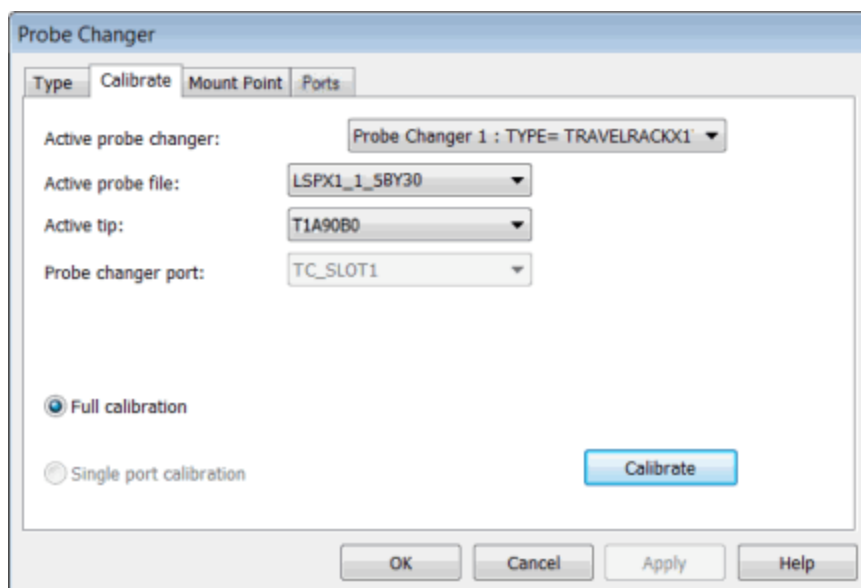 Probe Changer
Type Calibrate Mount Point Ports
Active probe changer: Probe Changer 1 : TYPE= TRAVELRACKX1
Active probe file: LSPX1_1_5BY30
Active tip: T1A90B0
Probe changer port: TC_SLOT1
Full calibration
Single port calibration
Calibrate
OK Cancel Apply Help